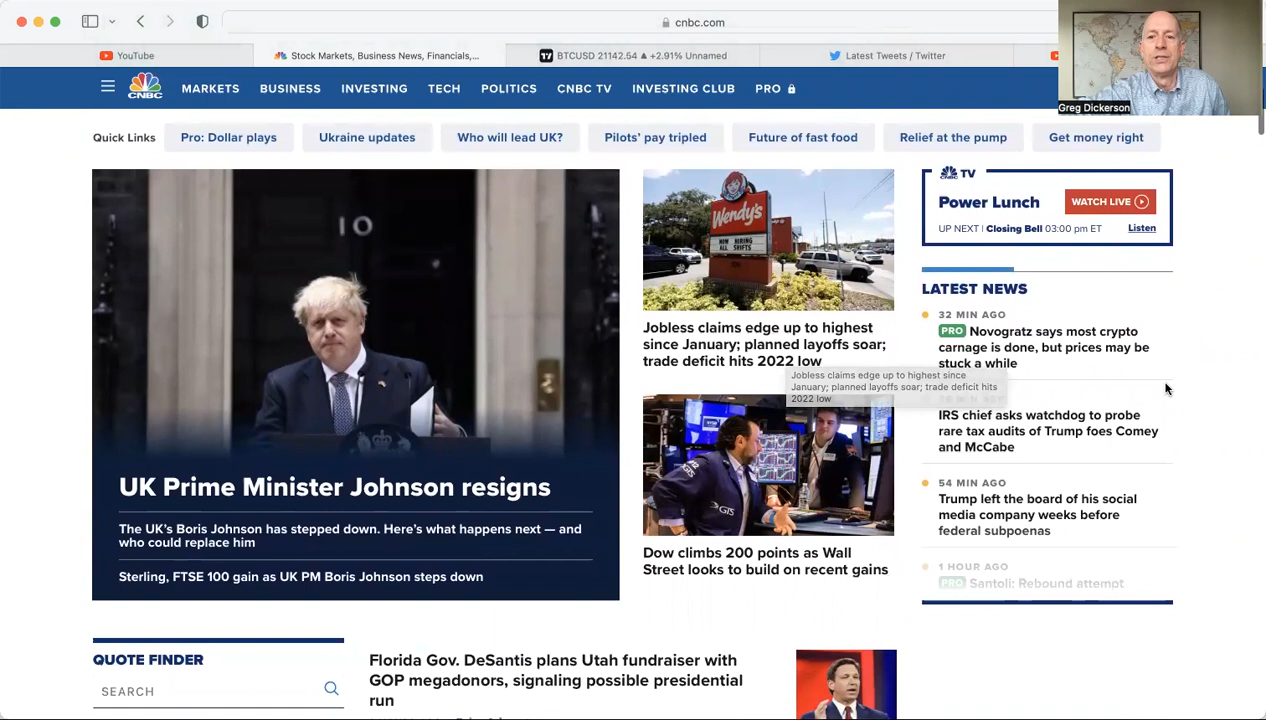 cnbc.com
YouTube
Stock Markets, Business News, Financials,...
BTCUSD 21142.54 ▲ +2.91% Unnamed
Latest Tweets / Twitter
Greg Dickerson
CNBC
MARKETS
BUSINESS
INVESTING
TECH
POLITICS
CNBC TV
INVESTING CLUB
PRO
Quick Links
Pro: Dollar plays
Ukraine updates
Who will lead UK?
Pilots' pay tripled
Future of fast food
Relief at the pump
Get money right
10
UK Prime Minister Johnson resigns
The UK's Boris Johnson has stepped down. Here's what happens next — and
who could replace him
Sterling, FTSE 100 gain as UK PM Boris Johnson steps down
Wendy's
NOW HIRING
ALL SHIFTS
Jobless claims edge up to highest
since January; planned layoffs soar;
trade deficit hits 2022 low
Jobless claims edge up to highest since
January; planned layoffs soar; trade deficit hits
2022 low
GTS
Dow climbs 200 points as Wall
Street looks to build on recent gains
CNBC TV
Power Lunch
WATCH LIVE
UP NEXT | Closing Bell 03:00 pm ET
Listen
LATEST NEWS
32 MIN AGO
PRO Novogratz says most crypto
carnage is done, but prices may be
stuck a while
IRS chief asks watchdog to probe
rare tax audits of Trump foes Comey
and McCabe
54 MIN AGO
Trump left the board of his social
media company weeks before
federal subpoenas
1 HOUR AGO
PRO Santoli: Rebound attempt
QUOTE FINDER
SEARCH
Florida Gov. DeSantis plans Utah fundraiser with
GOP megadonors, signaling possible presidential
run